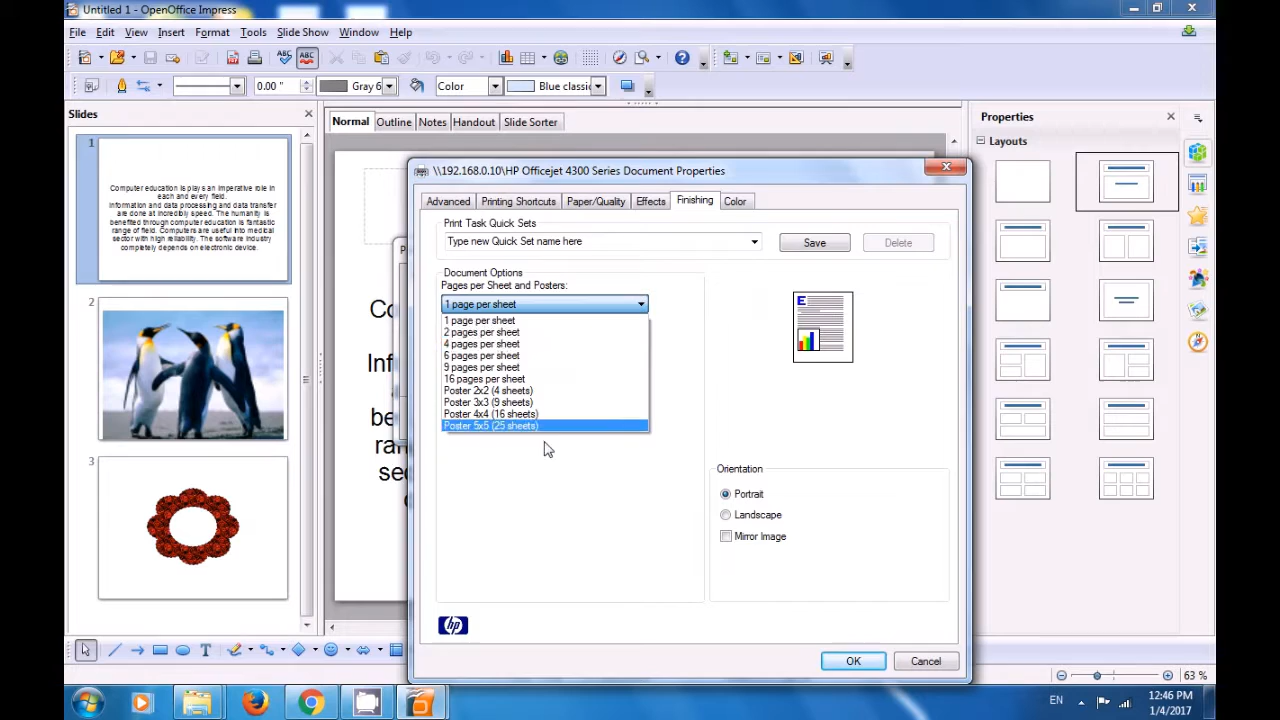 Untitled 1 - OpenOffice Impress
File Edit View Insert Format Tools Slide Show Window Help
ABC ABC
0.00 " Gray 6 Color Blue classic
Slides
Normal Outline Notes Handout Slide Sorter
Properties
Layouts
1
Computer education is plays an imperative role in
each and every field.
Information and data processing and data transfer
are done at incredibly speed. The humanity is
benefited through computer education is fantastic
range of field. Computers are useful into medical
sector with high reliability. The software industry
completely depends on electronic device.
2
3
Co
Inf
be
ra
se
\\192.168.0.10\HP Officejet 4300 Series Document Properties
Advanced Printing Shortcuts Paper/Quality Effects Finishing Color
Print Task Quick Sets
Type new Quick Set name here
Save Delete
Document Options
Pages per Sheet and Posters:
1 page per sheet
1 page per sheet
2 pages per sheet
4 pages per sheet
6 pages per sheet
9 pages per sheet
16 pages per sheet
Poster 2x2 (4 sheets)
Poster 3x3 (9 sheets)
Poster 4x4 (16 sheets)
Poster 5x5 (25 sheets)
E
Orientation
Portrait
Landscape
Mirror Image
hp
OK Cancel
T
63 %
EN
12:46 PM
1/4/2017